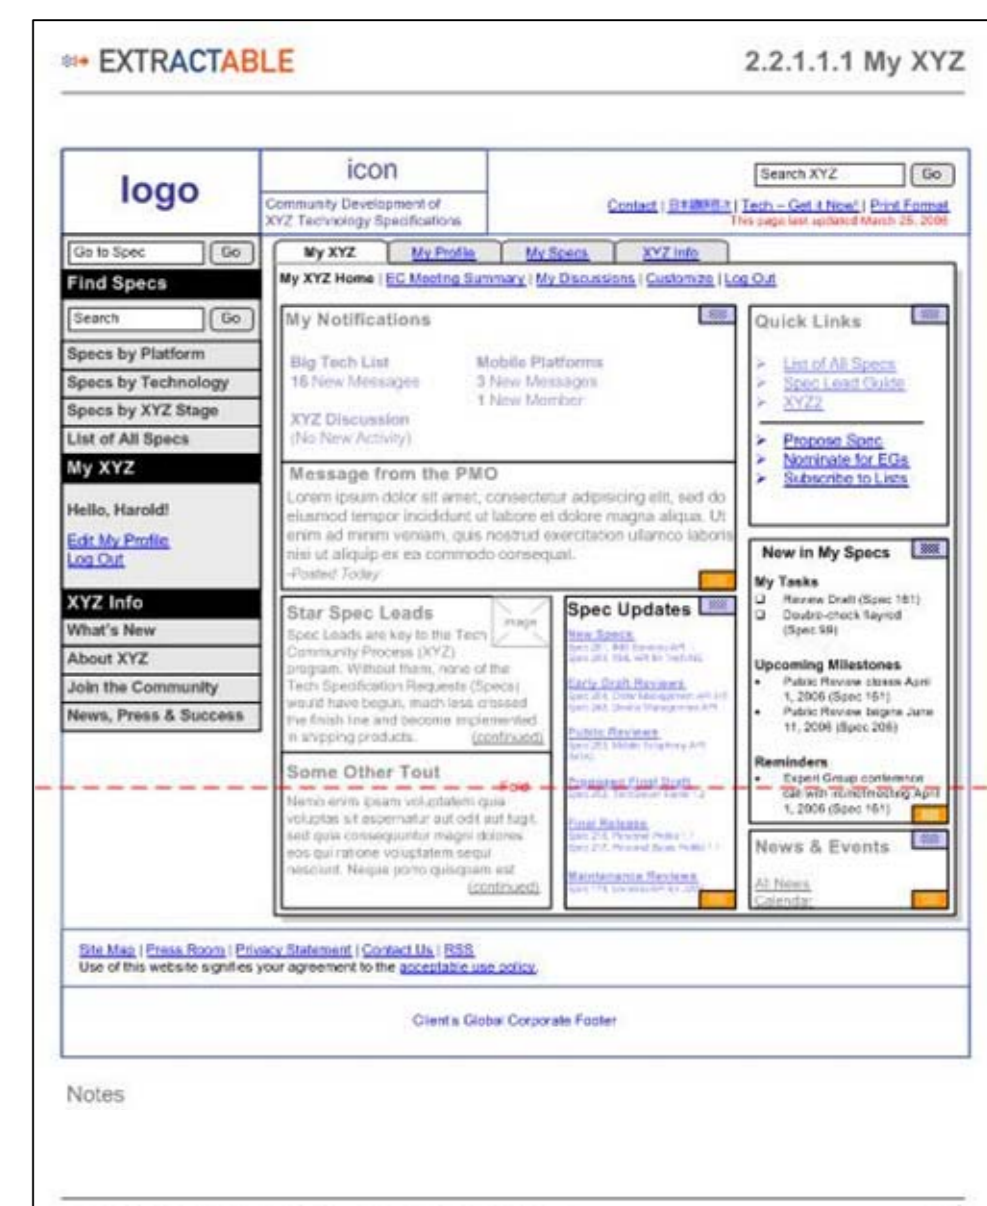 EXTRACTABLE
2.2.1.1.1 My XYZ
logo
icon
Community Development of
XYZ Technology Specifications
Search XYZ
Go
Contact | | Tech – Get it Now! | Print Format
This page last updated March 25, 2006
Go to Spec
Go
Find Specs
Search
Go
Specs by Platform
Specs by Technology
Specs by XYZ Stage
List of All Specs
My XYZ
Hello, Harold!
Edit My Profile
Log Out
XYZ Info
What's New
About XYZ
Join the Community
News, Press & Success
My XYZ
My Profile
My Specs
XYZ Info
My XYZ Home | EC Meeting Summary | My Discussions | Customize | Log Out
My Notifications
Big Tech List
16 New Messages
XYZ Discussion
(No New Activity)
Mobile Platforms
3 New Messages
1 New Member
Message from the PMO
Lorem ipsum dolor sit amet, consectetur adipisicing elit, sed do
eiusmod tempor incididunt ut labore et dolore magna aliqua. Ut
enim ad minim veniam, quis nostrud exercitation ullamco laboris
nisi ut aliquip ex ea commodo consequat.
-Posted Today
Star Spec Leads
image
Spec Leads are key to the Tech
Community Process (XYZ)
program. Without them, none of the
Tech Specification Requests (Specs)
would have begun, much less crossed
the finish line and become implemented
in shipping products. (continued)
Some Other Tout
Fold
Nemo enim ipsam voluptatem quia
voluptas sit aspernatur aut odit aut fugit,
sed quia consequuntur magni dolores
eos qui ratione voluptatem sequi
nesciunt. Neque porro quisquam est
(continued)
Spec Updates
New Specs
Early Draft Reviews
Public Reviews
Proposed Final Draft
Final Release
Maintenance Reviews
Quick Links
List of All Specs
Spec Lead Guide
XYZ2
Propose Spec
Nominate for EGs
Subscribe to Lists
New in My Specs
My Tasks
Review Draft (Spec 161)
Double-check
(Spec 99)
Upcoming Milestones
Public Review closes April
1, 2006 (Spec 161)
Public Review begins June
11, 2006 (Spec 206)
Reminders
Expert Group conference
call with April
1, 2006 (Spec 161)
News & Events
All News
Calendar
Site Map | Press Room | Privacy Statement | Contact Us | RSS
Use of this website signifies your agreement to the acceptable use policy.
Client's Global Corporate Footer
Notes